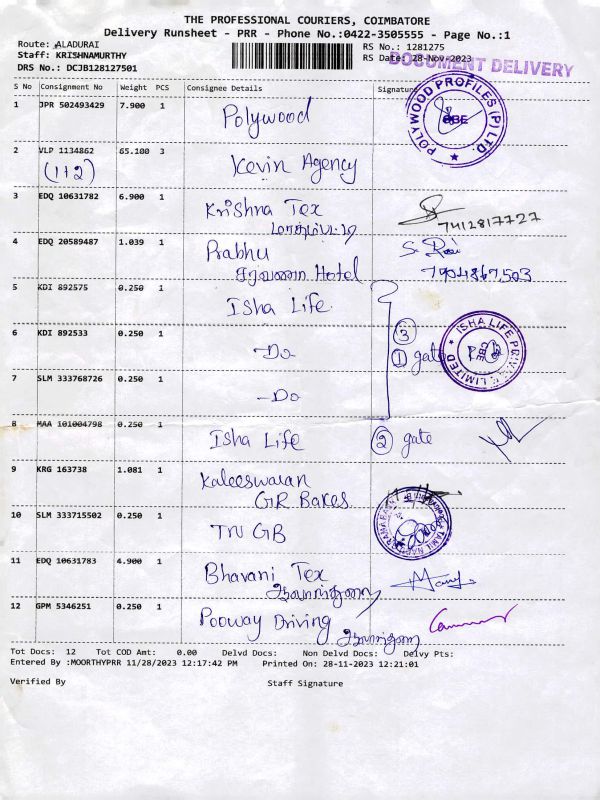 THE PROFESSIONAL COURIERS, COIMBATORE
Delivery Runsheet - PRR - Phone No.:0422-3505555 - Page No.:1
Route: ALADURAI
RS No.: 1281275
Staff: KRISHNAMURTHY
RS Date: 28-Nov-2023
DOCUMENT DELIVERY
DRS No.: DCJB128127501
S No Consignment No Weight PCS Consignee Details Signature
1 JPR 502493429 7.900 1 Polywood
POLYWOOD PROFILES (P) LTD. CBE
2 VLP 1134862 65.100 3 Kevin Agency
(1+2)
3 EDQ 10631782 6.900 1 Krishna Tex
7412817727
4 EDQ 20589487 1.039 1 Prabhu
சரவணா Hotel 7904867503
5 KDI 892575 0.250 1 Isha Life
6 KDI 892533 0.250 1 -Do
3
1 gate
ISHA LIFE PRIVATE LIMITED CBE
7 SLM 333768726 0.250 1 -Do
8 MAA 101004798 0.250 1 Isha Life 2 gate
9 KRG 163738 1.081 1 Kaleeswaran
GR Bakes
10 SLM 333715502 0.250 1 TNGB
11 EDQ 10631783 4.900 1 Bhavani Tex
12 GPM 5346251 0.250 1 Pooway Driving
Tot Docs: 12 Tot COD Amt: 0.00 Delvd Docs: Non Delvd Docs: Delvy Pts:
Entered By :MOORTHYPRR 11/28/2023 12:17:42 PM Printed On: 28-11-2023 12:21:01
Verified By Staff Signature